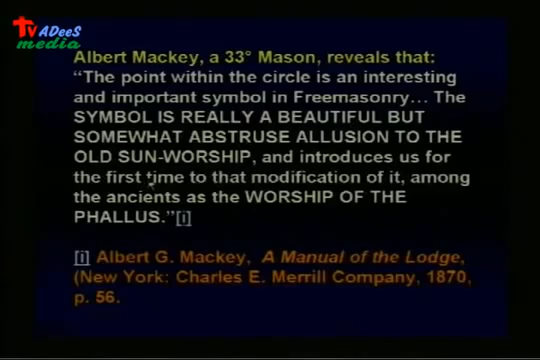 TV ADeeS
media
Albert Mackey, a 33° Mason, reveals that:
“The point within the circle is an interesting
and important symbol in Freemasonry… The
SYMBOL IS REALLY A BEAUTIFUL BUT
SOMEWHAT ABSTRUSE ALLUSION TO THE
OLD SUN-WORSHIP, and introduces us for
the first time to that modification of it, among
the ancients as the WORSHIP OF THE
PHALLUS.”[i]
[i] Albert G. Mackey, A Manual of the Lodge,
(New York: Charles E. Merrill Company, 1870,
p. 56.